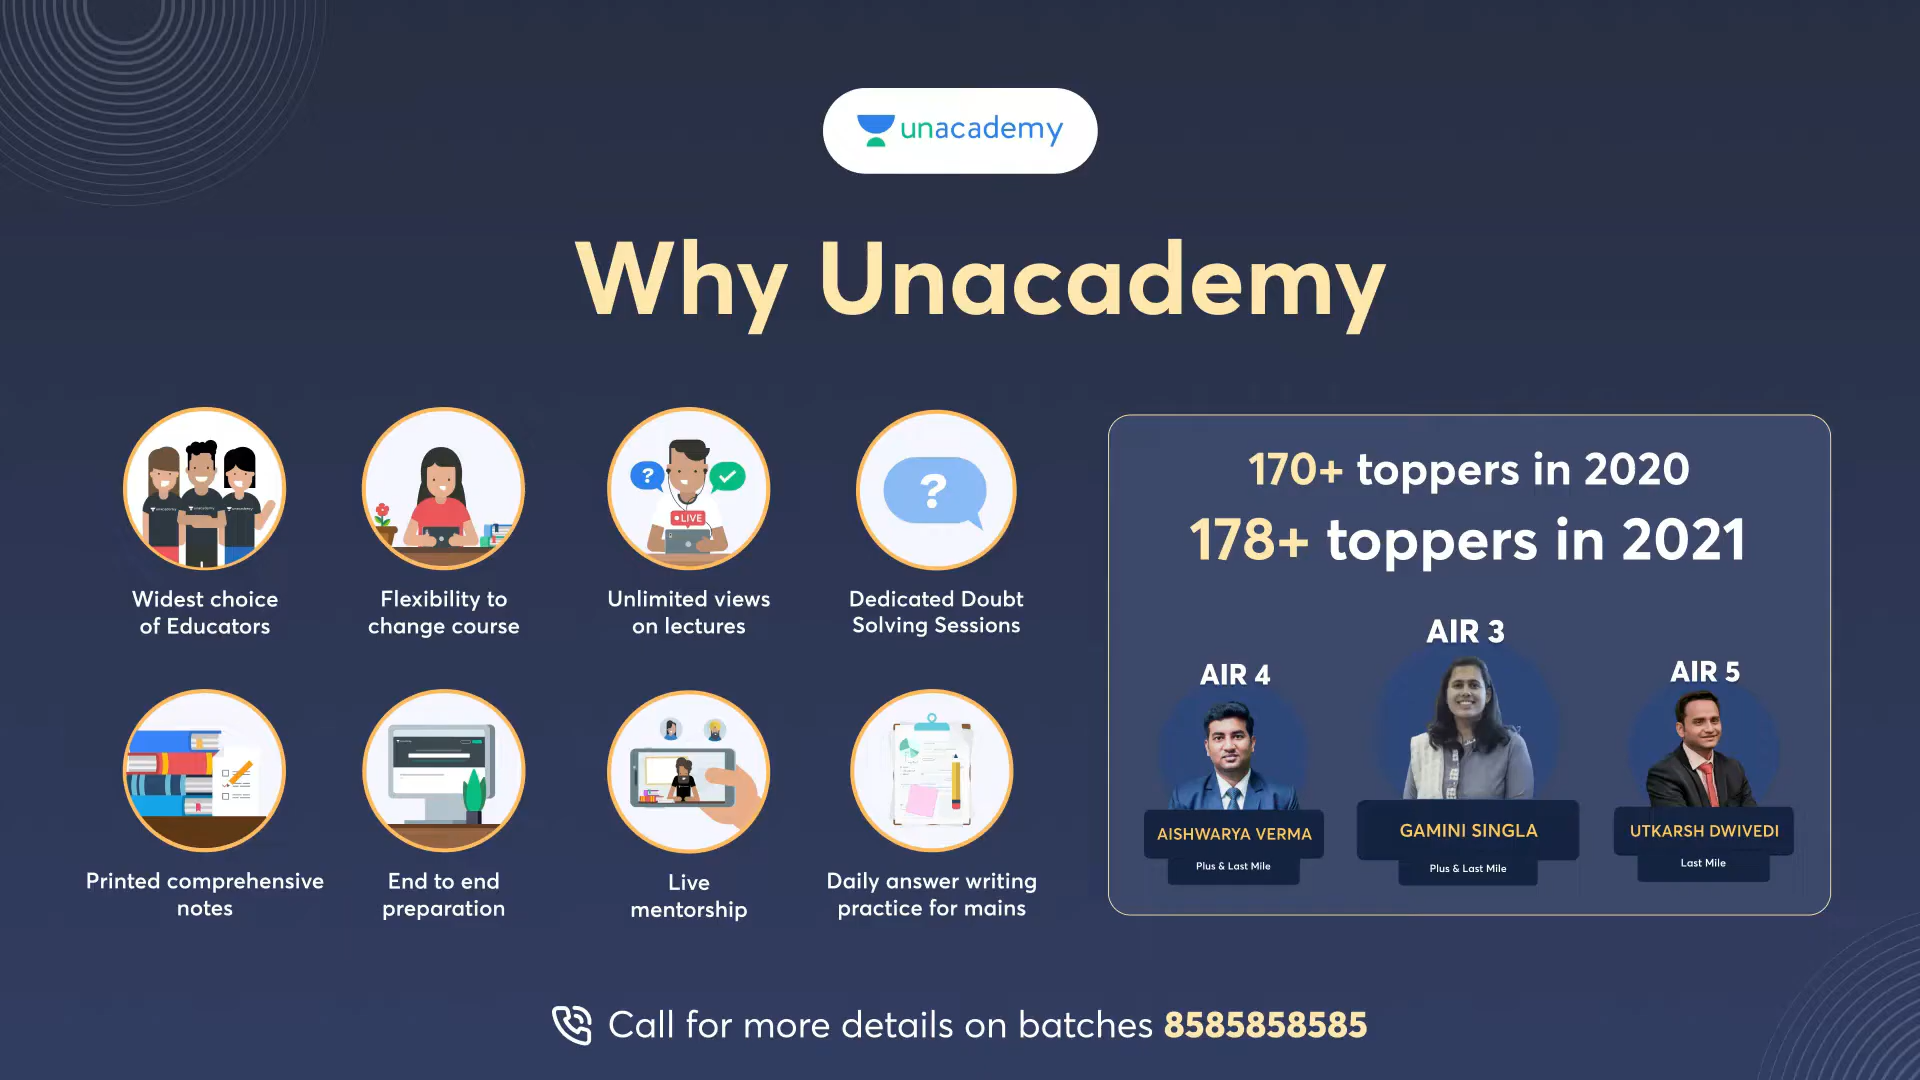 unacademy
Why Unacademy
?
LIVE
?
Widest choice
of Educators
Flexibility to
change course
Unlimited views
on lectures
Dedicated Doubt
Solving Sessions
Printed comprehensive
notes
End to end
preparation
Live
mentorship
Daily answer writing
practice for mains
170+ toppers in 2020
178+ toppers in 2021
AIR 4
AISHWARYA VERMA
Plus & Last Mile
AIR 3
GAMINI SINGLA
Plus & Last Mile
AIR 5
UTKARSH DWIVEDI
Last Mile
Call for more details on batches 8585858585